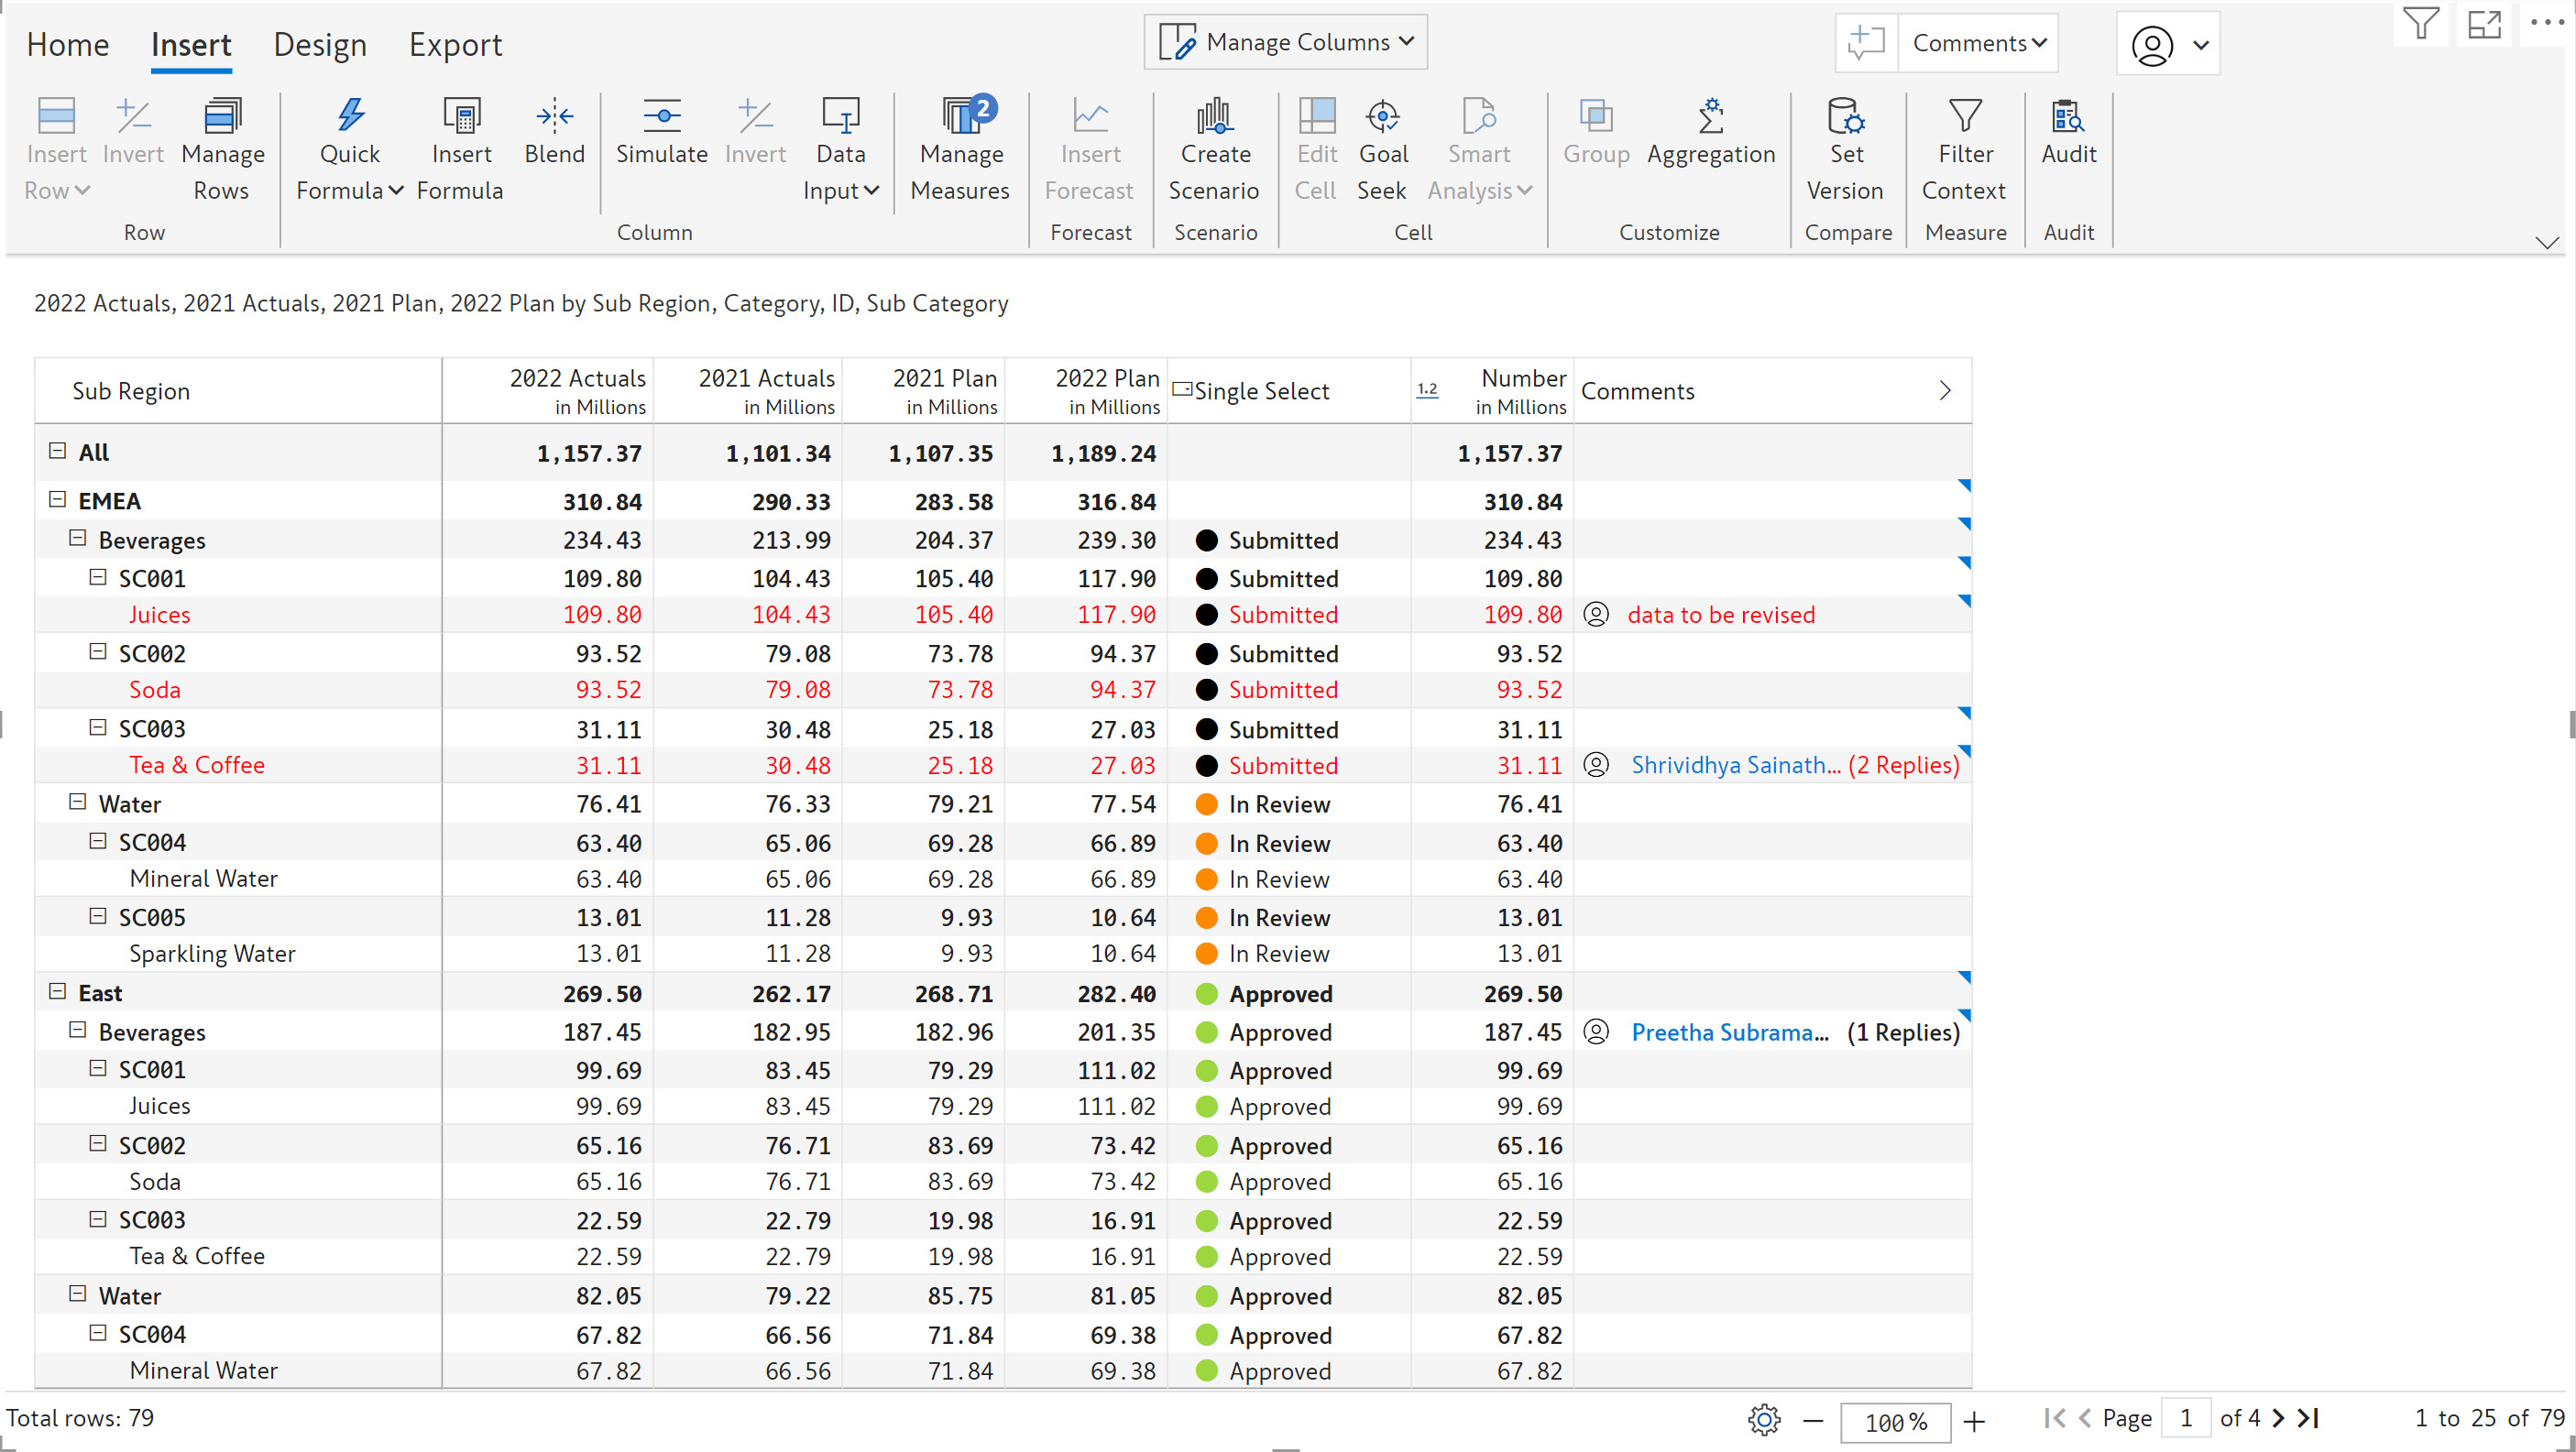 Home Insert Design Export Manage Columns Comments
Insert Row Invert Manage Rows Quick Formula Insert Formula Blend Simulate Invert Data Input Manage Measures 2 Insert Forecast Create Scenario Edit Cell Goal Seek Smart Analysis Group Aggregation Set Version Filter Context Audit
Row Column Forecast Scenario Cell Customize Compare Measure Audit
2022 Actuals, 2021 Actuals, 2021 Plan, 2022 Plan by Sub Region, Category, ID, Sub Category
Sub Region 2022 Actuals in Millions 2021 Actuals in Millions 2021 Plan in Millions 2022 Plan in Millions Single Select 1.2 Number in Millions Comments
All 1,157.37 1,101.34 1,107.35 1,189.24 1,157.37
EMEA 310.84 290.33 283.58 316.84 310.84
Beverages 234.43 213.99 204.37 239.30 Submitted 234.43
SC001 109.80 104.43 105.40 117.90 Submitted 109.80
Juices 109.80 104.43 105.40 117.90 Submitted 109.80 data to be revised
SC002 93.52 79.08 73.78 94.37 Submitted 93.52
Soda 93.52 79.08 73.78 94.37 Submitted 93.52
SC003 31.11 30.48 25.18 27.03 Submitted 31.11
Tea & Coffee 31.11 30.48 25.18 27.03 Submitted 31.11 Shrividhya Sainath... (2 Replies)
Water 76.41 76.33 79.21 77.54 In Review 76.41
SC004 63.40 65.06 69.28 66.89 In Review 63.40
Mineral Water 63.40 65.06 69.28 66.89 In Review 63.40
SC005 13.01 11.28 9.93 10.64 In Review 13.01
Sparkling Water 13.01 11.28 9.93 10.64 In Review 13.01
East 269.50 262.17 268.71 282.40 Approved 269.50
Beverages 187.45 182.95 182.96 201.35 Approved 187.45 Preetha Subrama... (1 Replies)
SC001 99.69 83.45 79.29 111.02 Approved 99.69
Juices 99.69 83.45 79.29 111.02 Approved 99.69
SC002 65.16 76.71 83.69 73.42 Approved 65.16
Soda 65.16 76.71 83.69 73.42 Approved 65.16
SC003 22.59 22.79 19.98 16.91 Approved 22.59
Tea & Coffee 22.59 22.79 19.98 16.91 Approved 22.59
Water 82.05 79.22 85.75 81.05 Approved 82.05
SC004 67.82 66.56 71.84 69.38 Approved 67.82
Mineral Water 67.82 66.56 71.84 69.38 Approved 67.82
Total rows: 79 100 % Page 1 of 4 1 to 25 of 79